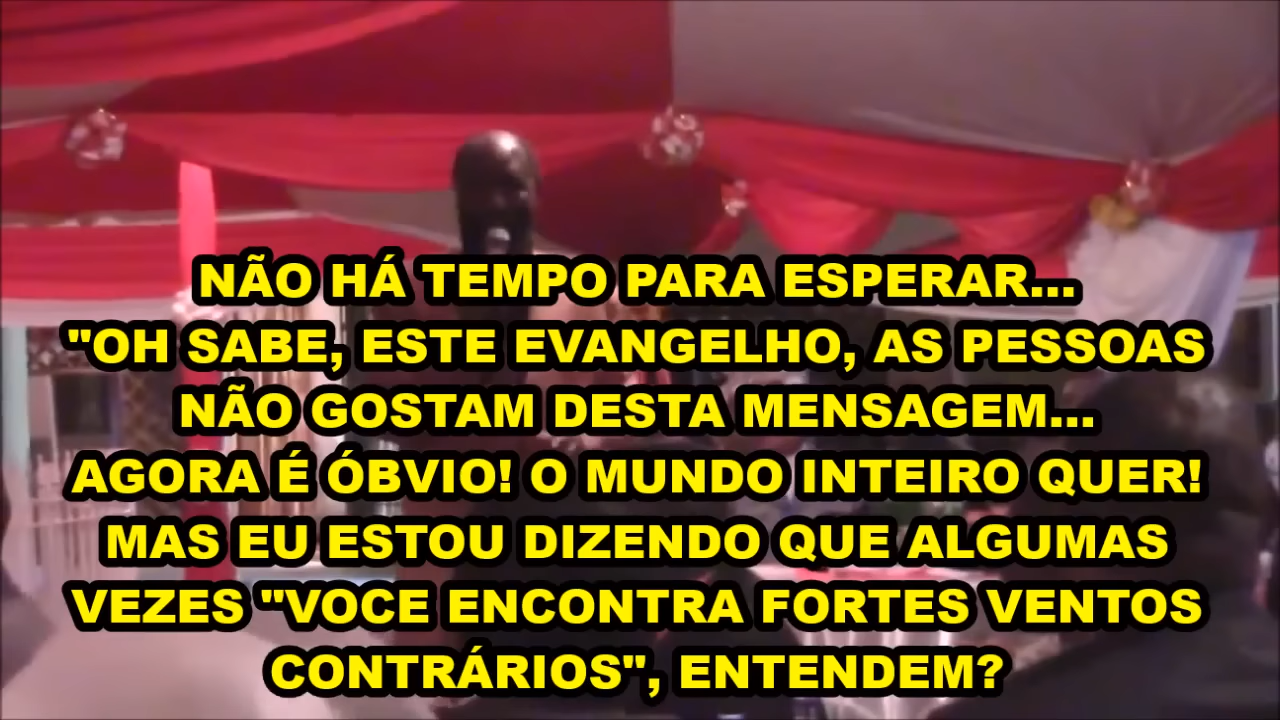 NÃO HÁ TEMPO PARA ESPERAR...
"OH SABE, ESTE EVANGELHO, AS PESSOAS
NÃO GOSTAM DESTA MENSAGEM...
AGORA É ÓBVIO! O MUNDO INTEIRO QUER!
MAS EU ESTOU DIZENDO QUE ALGUMAS
VEZES "VOCE ENCONTRA FORTES VENTOS
CONTRÁRIOS", ENTENDEM?